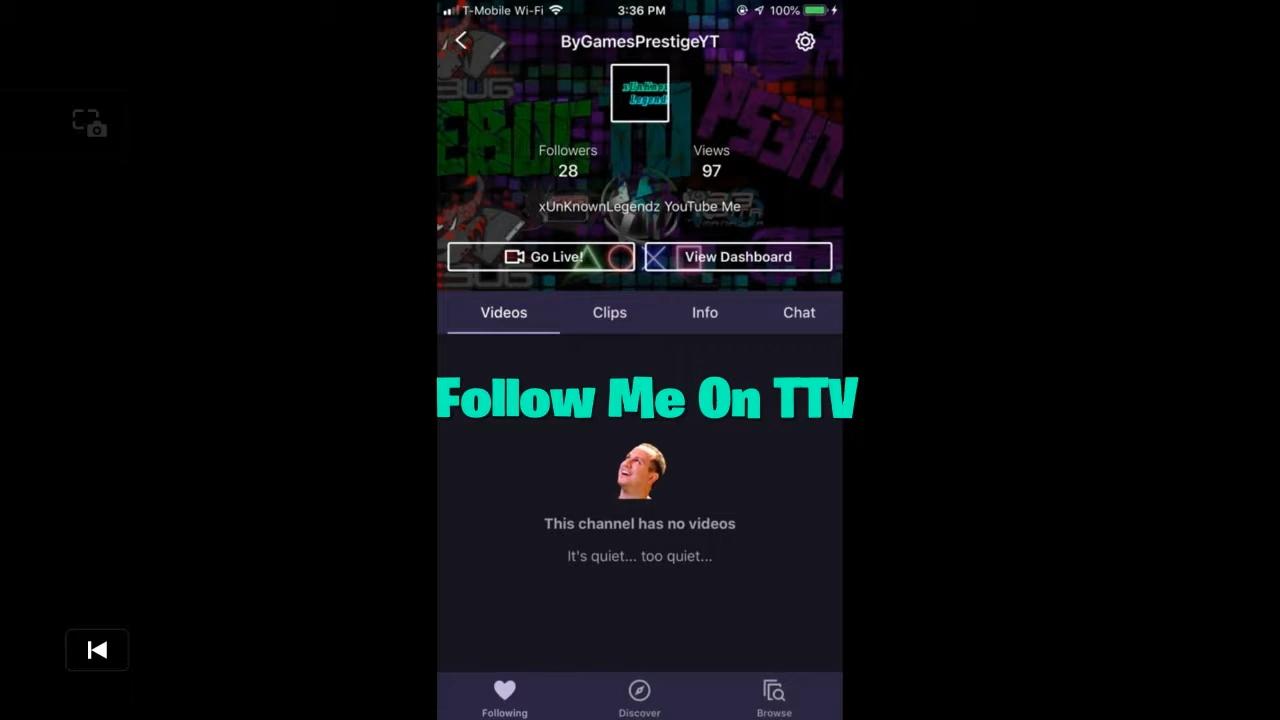 T-Mobile Wi-Fi 3:36 PM 100%
ByGamesPrestigeYT
xUnKnow
Legend
Followers Views
28 97
xUnKnownLegendz YouTube Me
Go Live! View Dashboard
Videos Clips Info Chat
Follow Me On TTV
This channel has no videos
It's quiet... too quiet...
Following Discover Browse